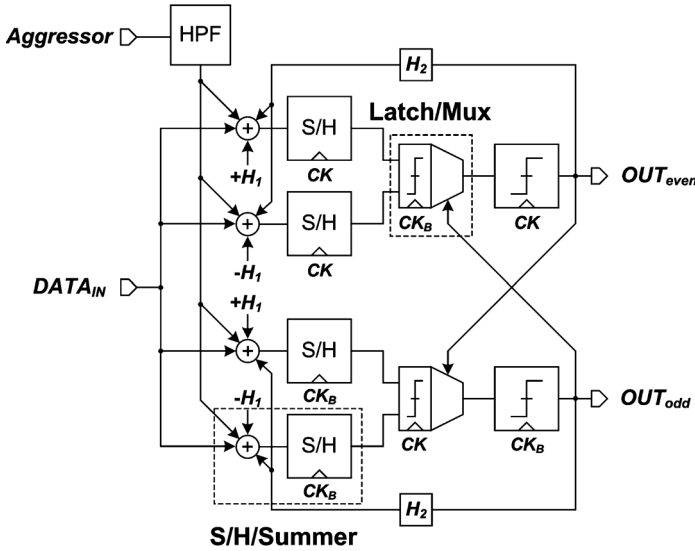 Aggressor
HPF
H2
Latch/Mux
S/H
CK
+H1
CKB
CK
OUTeven
S/H
CK
-H1
DATAIN
+H1
S/H
CKB
CK
CKB
OUTodd
-H1
S/H
CKB
H2
S/H/Summer